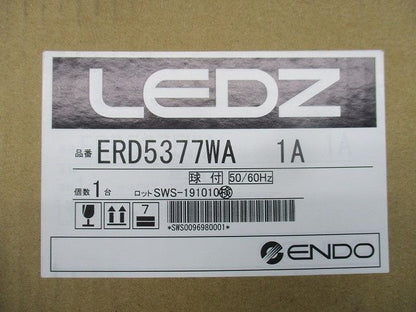 LEDZ
品番 ERD5377WA 1A
球付 50/60Hz
個数 1台 ロット SWS-191010 検
7
*SWS0096980001*
ENDO